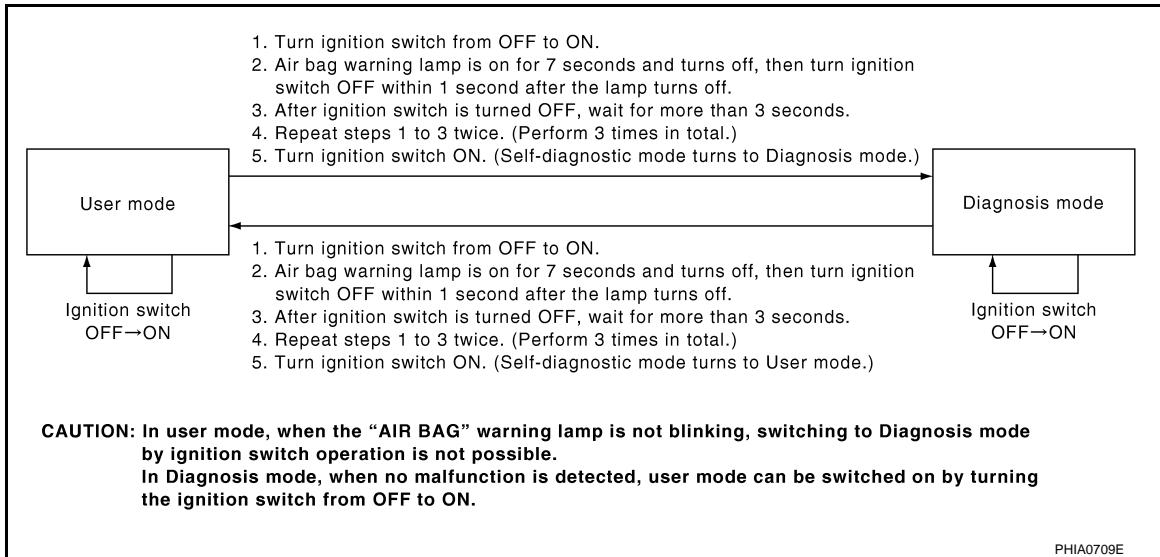 1. Turn ignition switch from OFF to ON.
2. Air bag warning lamp is on for 7 seconds and turns off, then turn ignition
switch OFF within 1 second after the lamp turns off.
3. After ignition switch is turned OFF, wait for more than 3 seconds.
4. Repeat steps 1 to 3 twice. (Perform 3 times in total.)
5. Turn ignition switch ON. (Self-diagnostic mode turns to Diagnosis mode.)
User mode
Diagnosis mode
1. Turn ignition switch from OFF to ON.
2. Air bag warning lamp is on for 7 seconds and turns off, then turn ignition
switch OFF within 1 second after the lamp turns off.
3. After ignition switch is turned OFF, wait for more than 3 seconds.
4. Repeat steps 1 to 3 twice. (Perform 3 times in total.)
5. Turn ignition switch ON. (Self-diagnostic mode turns to User mode.)
Ignition switch
OFF→ON
Ignition switch
OFF→ON
CAUTION: In user mode, when the “AIR BAG” warning lamp is not blinking, switching to Diagnosis mode
by ignition switch operation is not possible.
In Diagnosis mode, when no malfunction is detected, user mode can be switched on by turning
the ignition switch from OFF to ON.
PHIA0709E